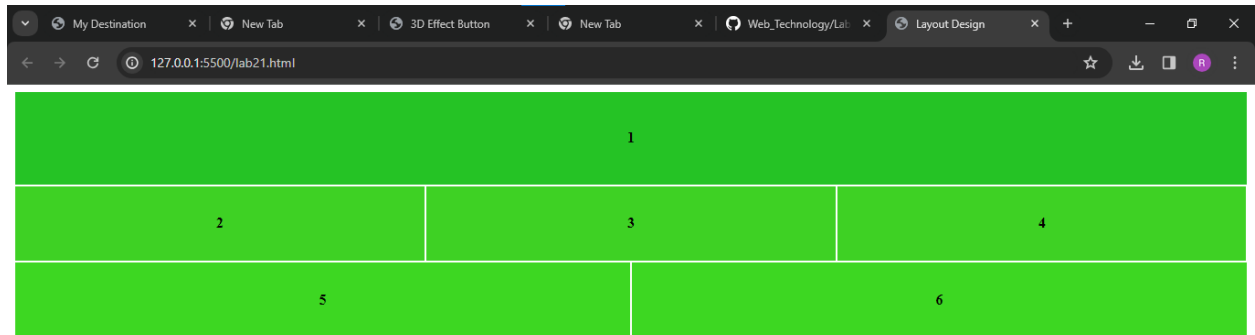 My Destination New Tab 3D Effect Button New Tab Web_Technology/Lab Layout Design
127.0.0.1:5500/lab21.html R
1
2 3 4
5 6